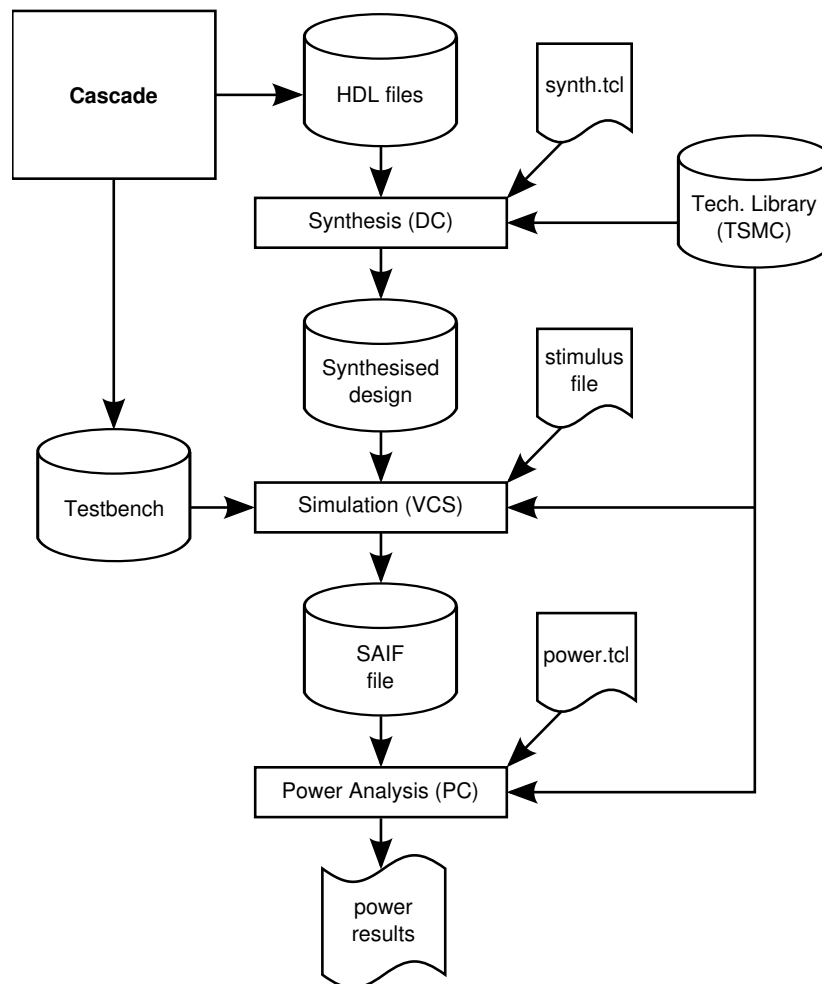 Cascade
HDL files
synth.tcl
Synthesis (DC)
Tech. Library
(TSMC)
Synthesised
design
stimulus
file
Testbench
Simulation (VCS)
SAIF
file
power.tcl
Power Analysis (PC)
power
results